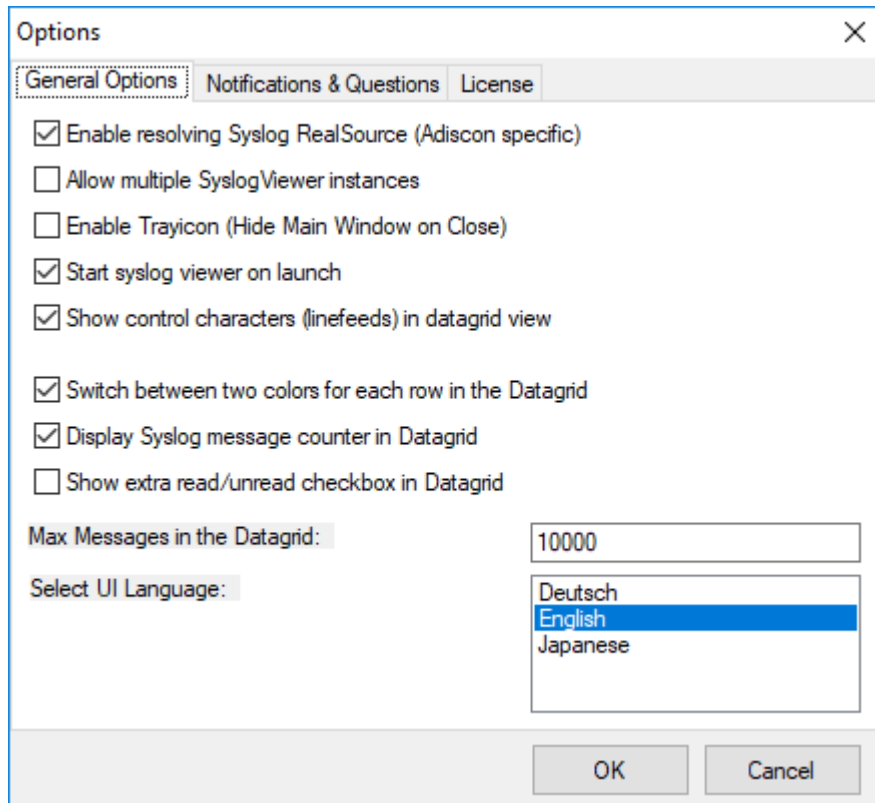 Options
General Options Notifications & Questions License
Enable resolving Syslog RealSource (Adiscon specific)
Allow multiple SyslogViewer instances
Enable Trayicon (Hide Main Window on Close)
Start syslog viewer on launch
Show control characters (linefeeds) in datagrid view
Switch between two colors for each row in the Datagrid
Display Syslog message counter in Datagrid
Show extra read/unread checkbox in Datagrid
Max Messages in the Datagrid: 10000
Select UI Language: Deutsch
English
Japanese
OK Cancel